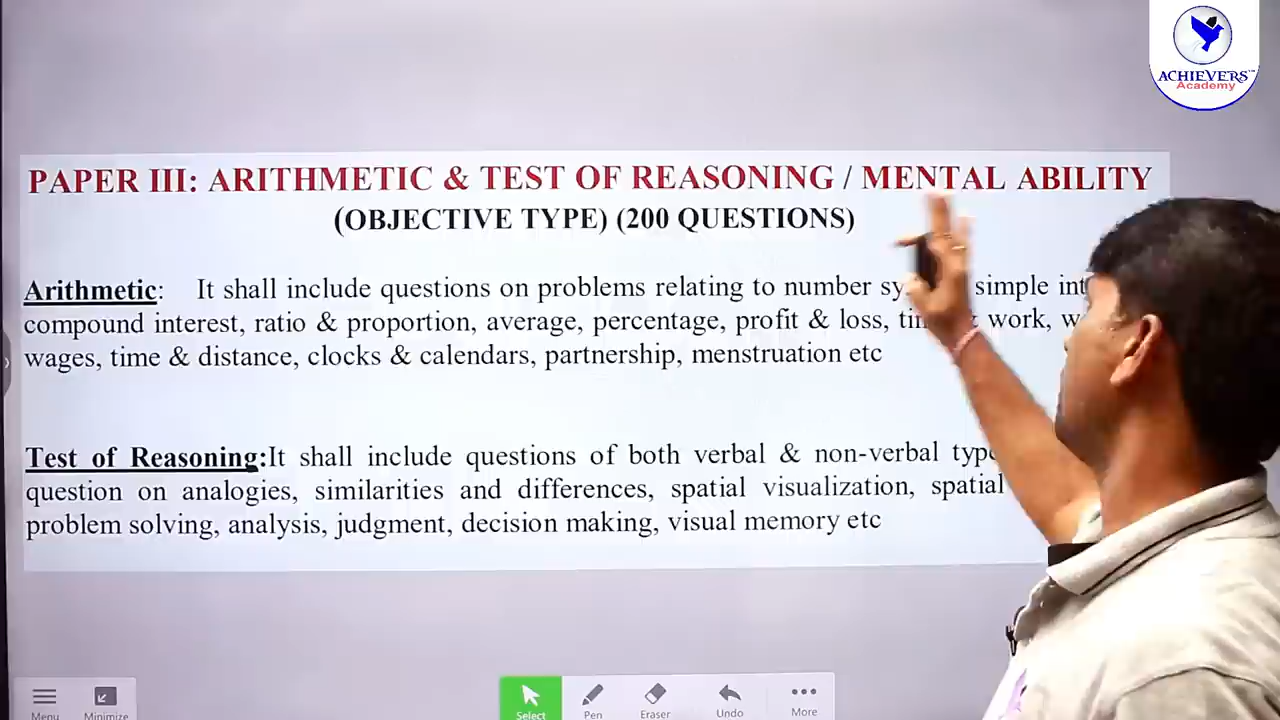 ACHIEVERS™
Academy
PAPER III: ARITHMETIC & TEST OF REASONING / MENTAL ABILITY
(OBJECTIVE TYPE) (200 QUESTIONS)
Arithmetic: It shall include questions on problems relating to number simple
compound interest, ratio & proportion, average, percentage, profit & loss, & work,
wages, time & distance, clocks & calendars, partnership, menstruation etc
Test of Reasoning:It shall include questions of both verbal & non-verbal
question on analogies, similarities and differences, spatial visualization, spatial
problem solving, analysis, judgment, decision making, visual memory etc
Menu
Minimize
Select
Pen
Eraser
Undo
More